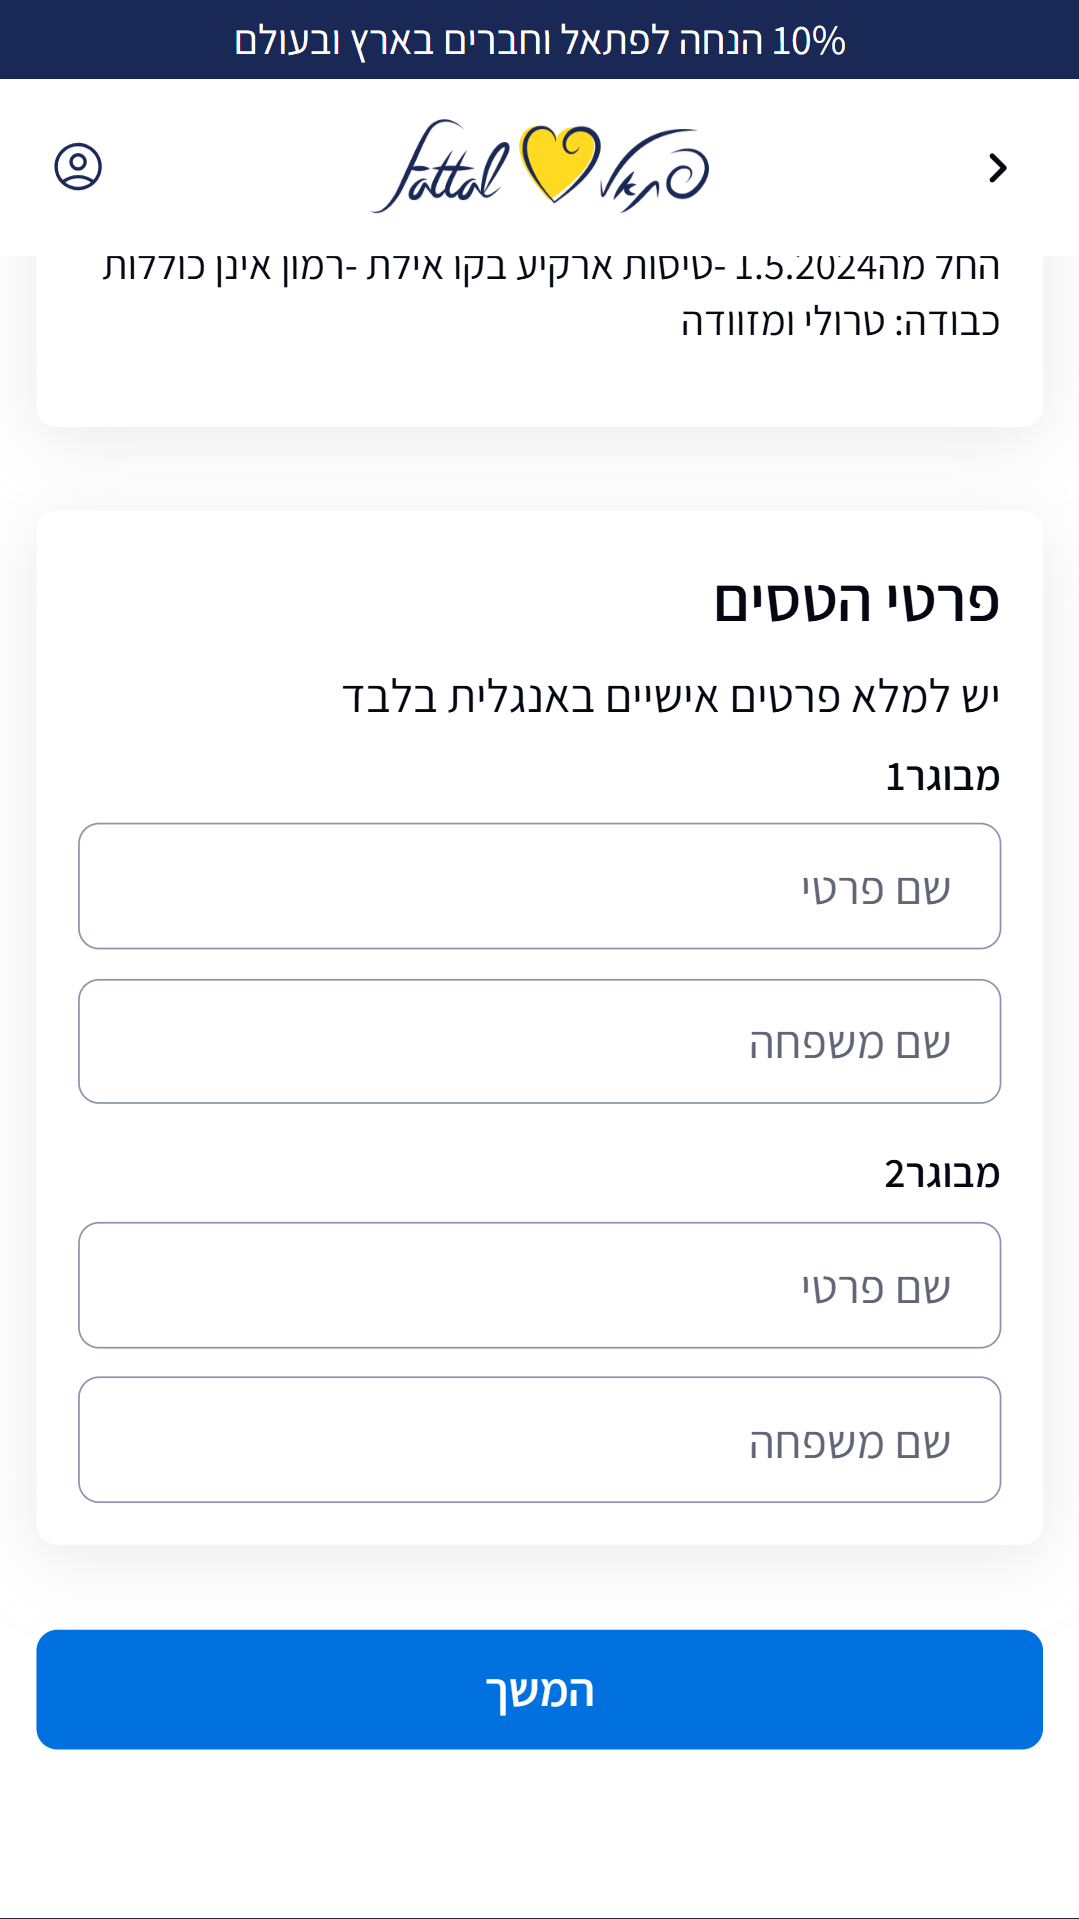 10% הנחה לפתאל וחברים בארץ ובעולם
fattal פתאל
החל מה1.5.2024 -טיסות ארקיע בקו אילת -רמון אינן כוללות
כבודה: טרולי ומזוודה
פרטי הטסים
יש למלא פרטים אישיים באנגלית בלבד
מבוגר1
שם פרטי
שם משפחה
מבוגר2
שם פרטי
שם משפחה
המשך